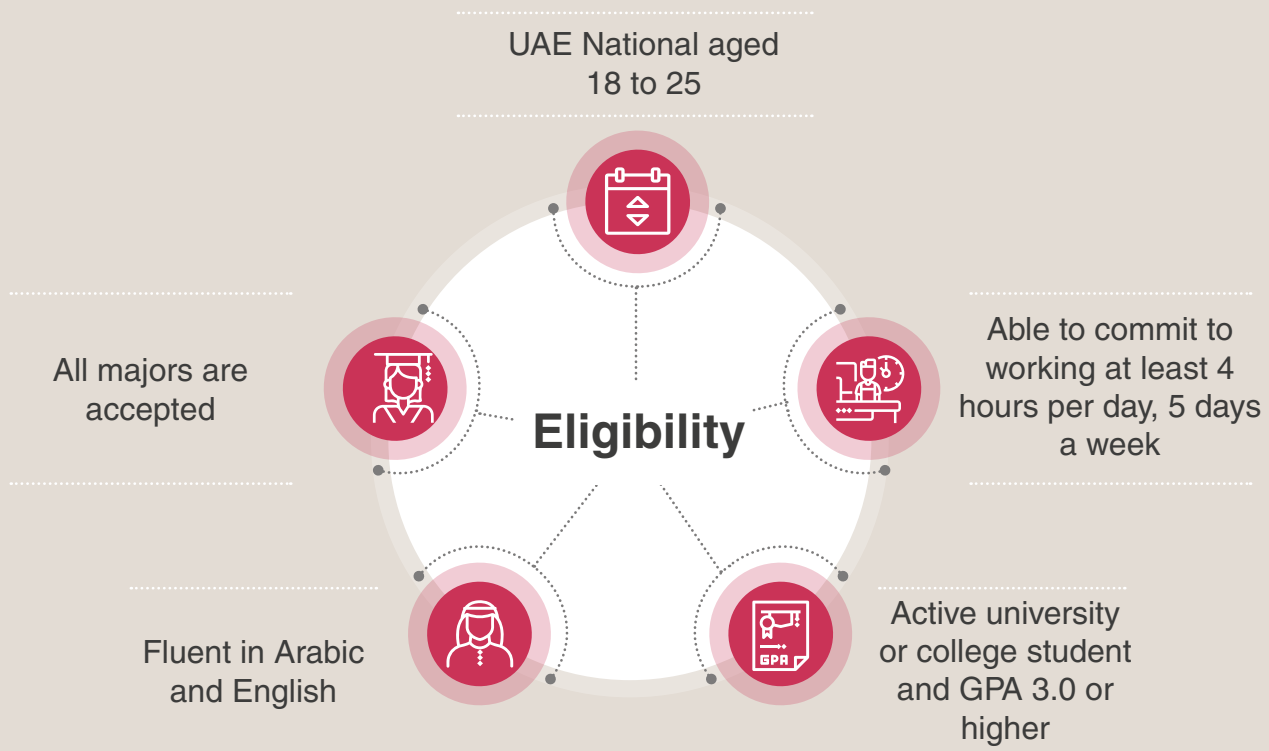 UAE National aged
18 to 25
All majors are
accepted
Eligibility
Able to commit to
working at least 4
hours per day, 5 days
a week
Fluent in Arabic
and English
GPA
Active university
or college student
and GPA 3.0 or
higher